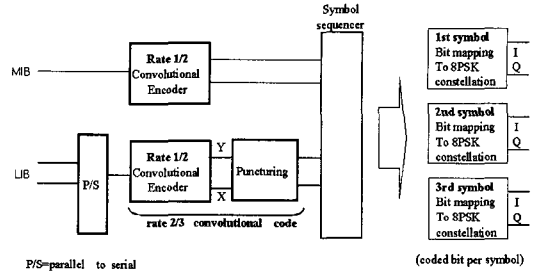 Symbol
sequencer
MIB
Rate 1/2
Convolutional
Encoder
LIB
P/S
Rate 1/2
Convolutional
Encoder
Y
X
Puncturing
rate 2/3 convolutional code
P/S=parallel to serial
1st symbol
Bit mapping
To 8PSK
constellation
I
Q
2nd symbol
Bit mapping
To 8PSK
constellation
I
Q
3rd symbol
Bit mapping
To 8PSK
constellation
I
Q
(coded bit per symbol)